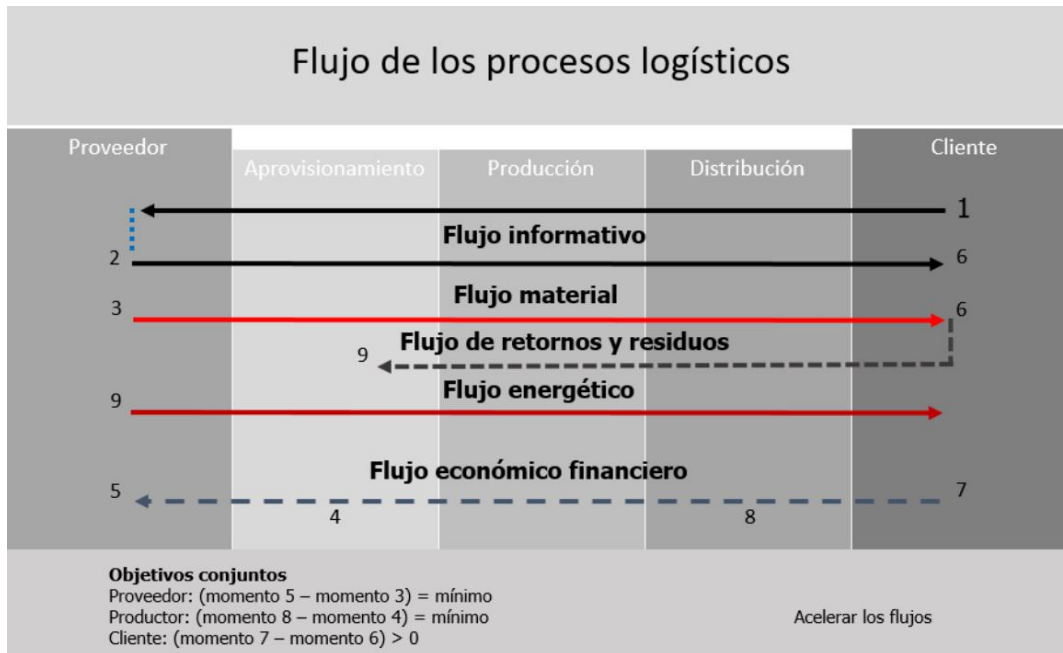 Flujo de los procesos logísticos
Proveedor
Cliente
Aprovisionamiento
Producción
Distribución
1
Flujo informativo
2
6
Flujo material
3
6
Flujo de retornos y residuos
9
Flujo energético
9
Flujo económico financiero
5
7
4
8
Objetivos conjuntos
Proveedor: (momento 5 – momento 3) = mínimo
Productor: (momento 8 – momento 4) = mínimo
Acelerar los flujos
Cliente: (momento 7 – momento 6) > 0